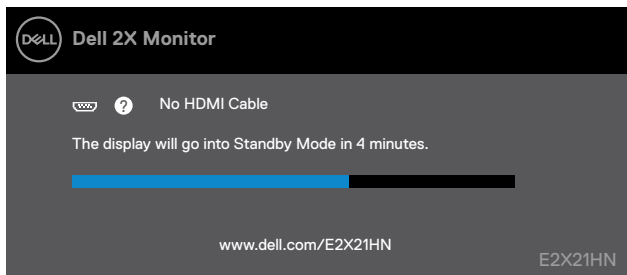 DELL
Dell 2X Monitor
? No HDMI Cable
The display will go into Standby Mode in 4 minutes.
www.dell.com/E2X21HN
E2X21HN